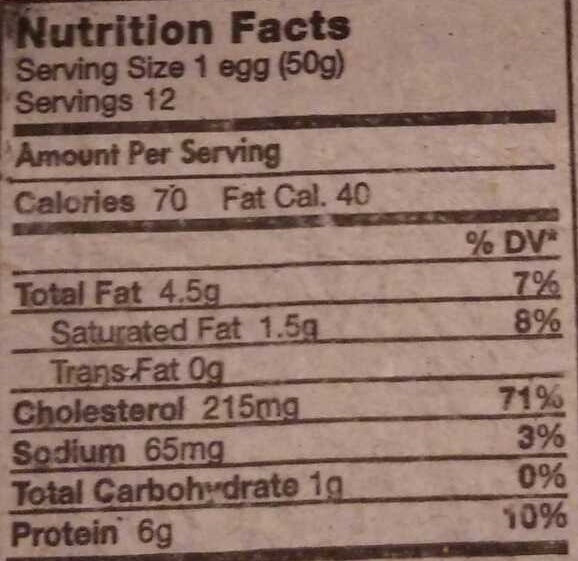 Nutrition Facts
Serving Size 1 egg (50g)
Servings 12
Amount Per Serving
Calories 70 Fat Cal. 40
% DV*
Total Fat 4.5g 7%
Saturated Fat 1.5g 8%
Trans Fat 0g
Cholesterol 215mg 71%
Sodium 65mg 3%
Total Carbohydrate 1g 0%
Protein 6g 10%